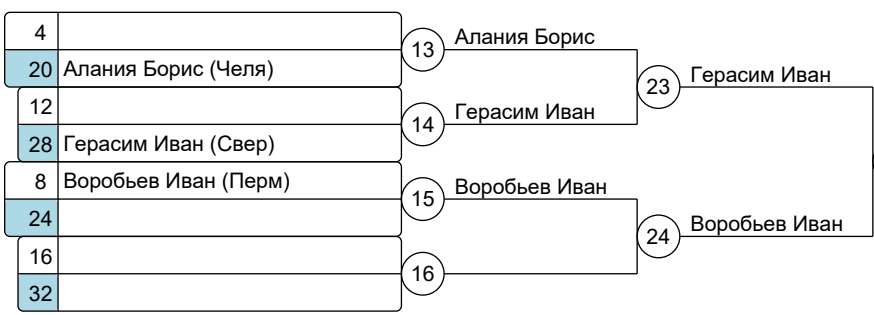 4
20 Алания Борис (Челя)
12
28 Герасим Иван (Свер)
8 Воробьев Иван (Перм)
24
16
32
13 Алания Борис
14 Герасим Иван
15 Воробьев Иван
16
23 Герасим Иван
24 Воробьев Иван